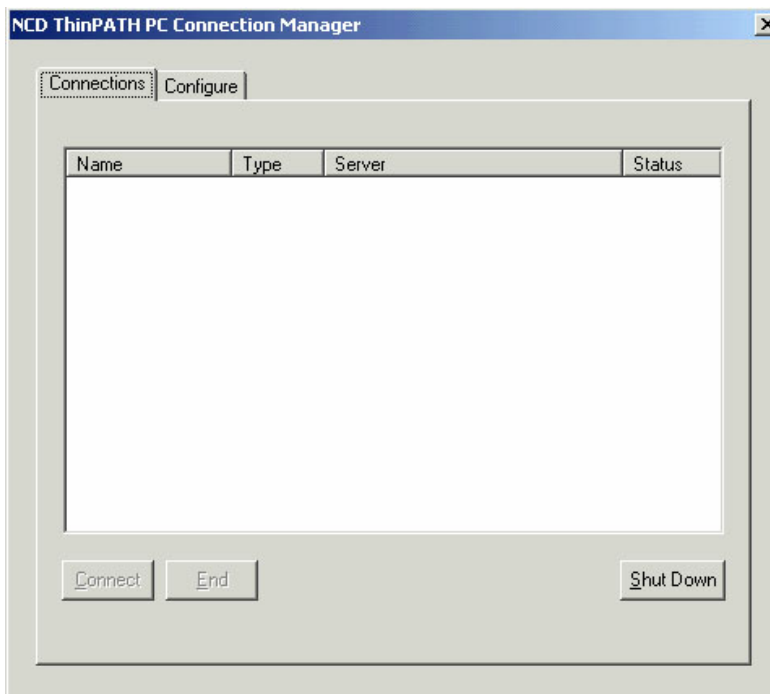 NCD ThinPATH PC Connection Manager
Connections Configure
Name Type Server Status
Connect End Shut Down